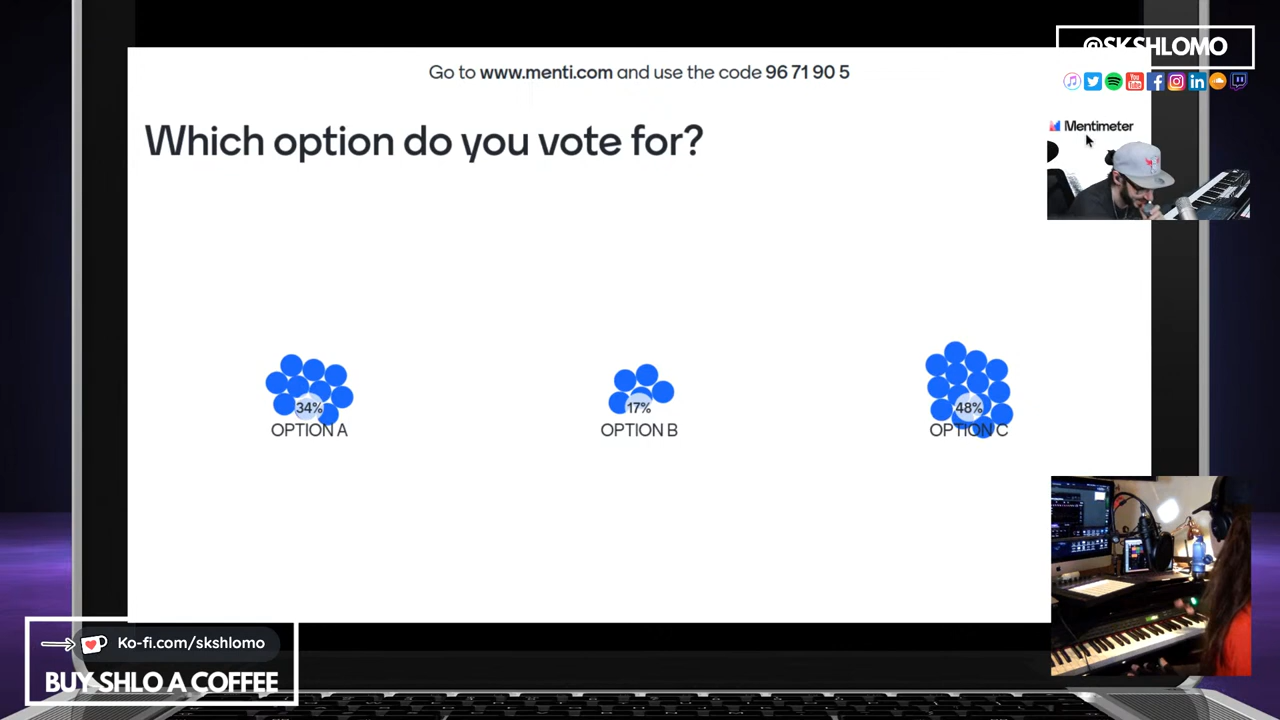 @SKSHLOMO
Go to www.menti.com and use the code 96 71 90 5
Which option do you vote for?
Mentimeter
34%
OPTION A
17%
OPTION B
48%
OPTION C
Ko-fi.com/skshlomo
BUY SHLO A COFFEE